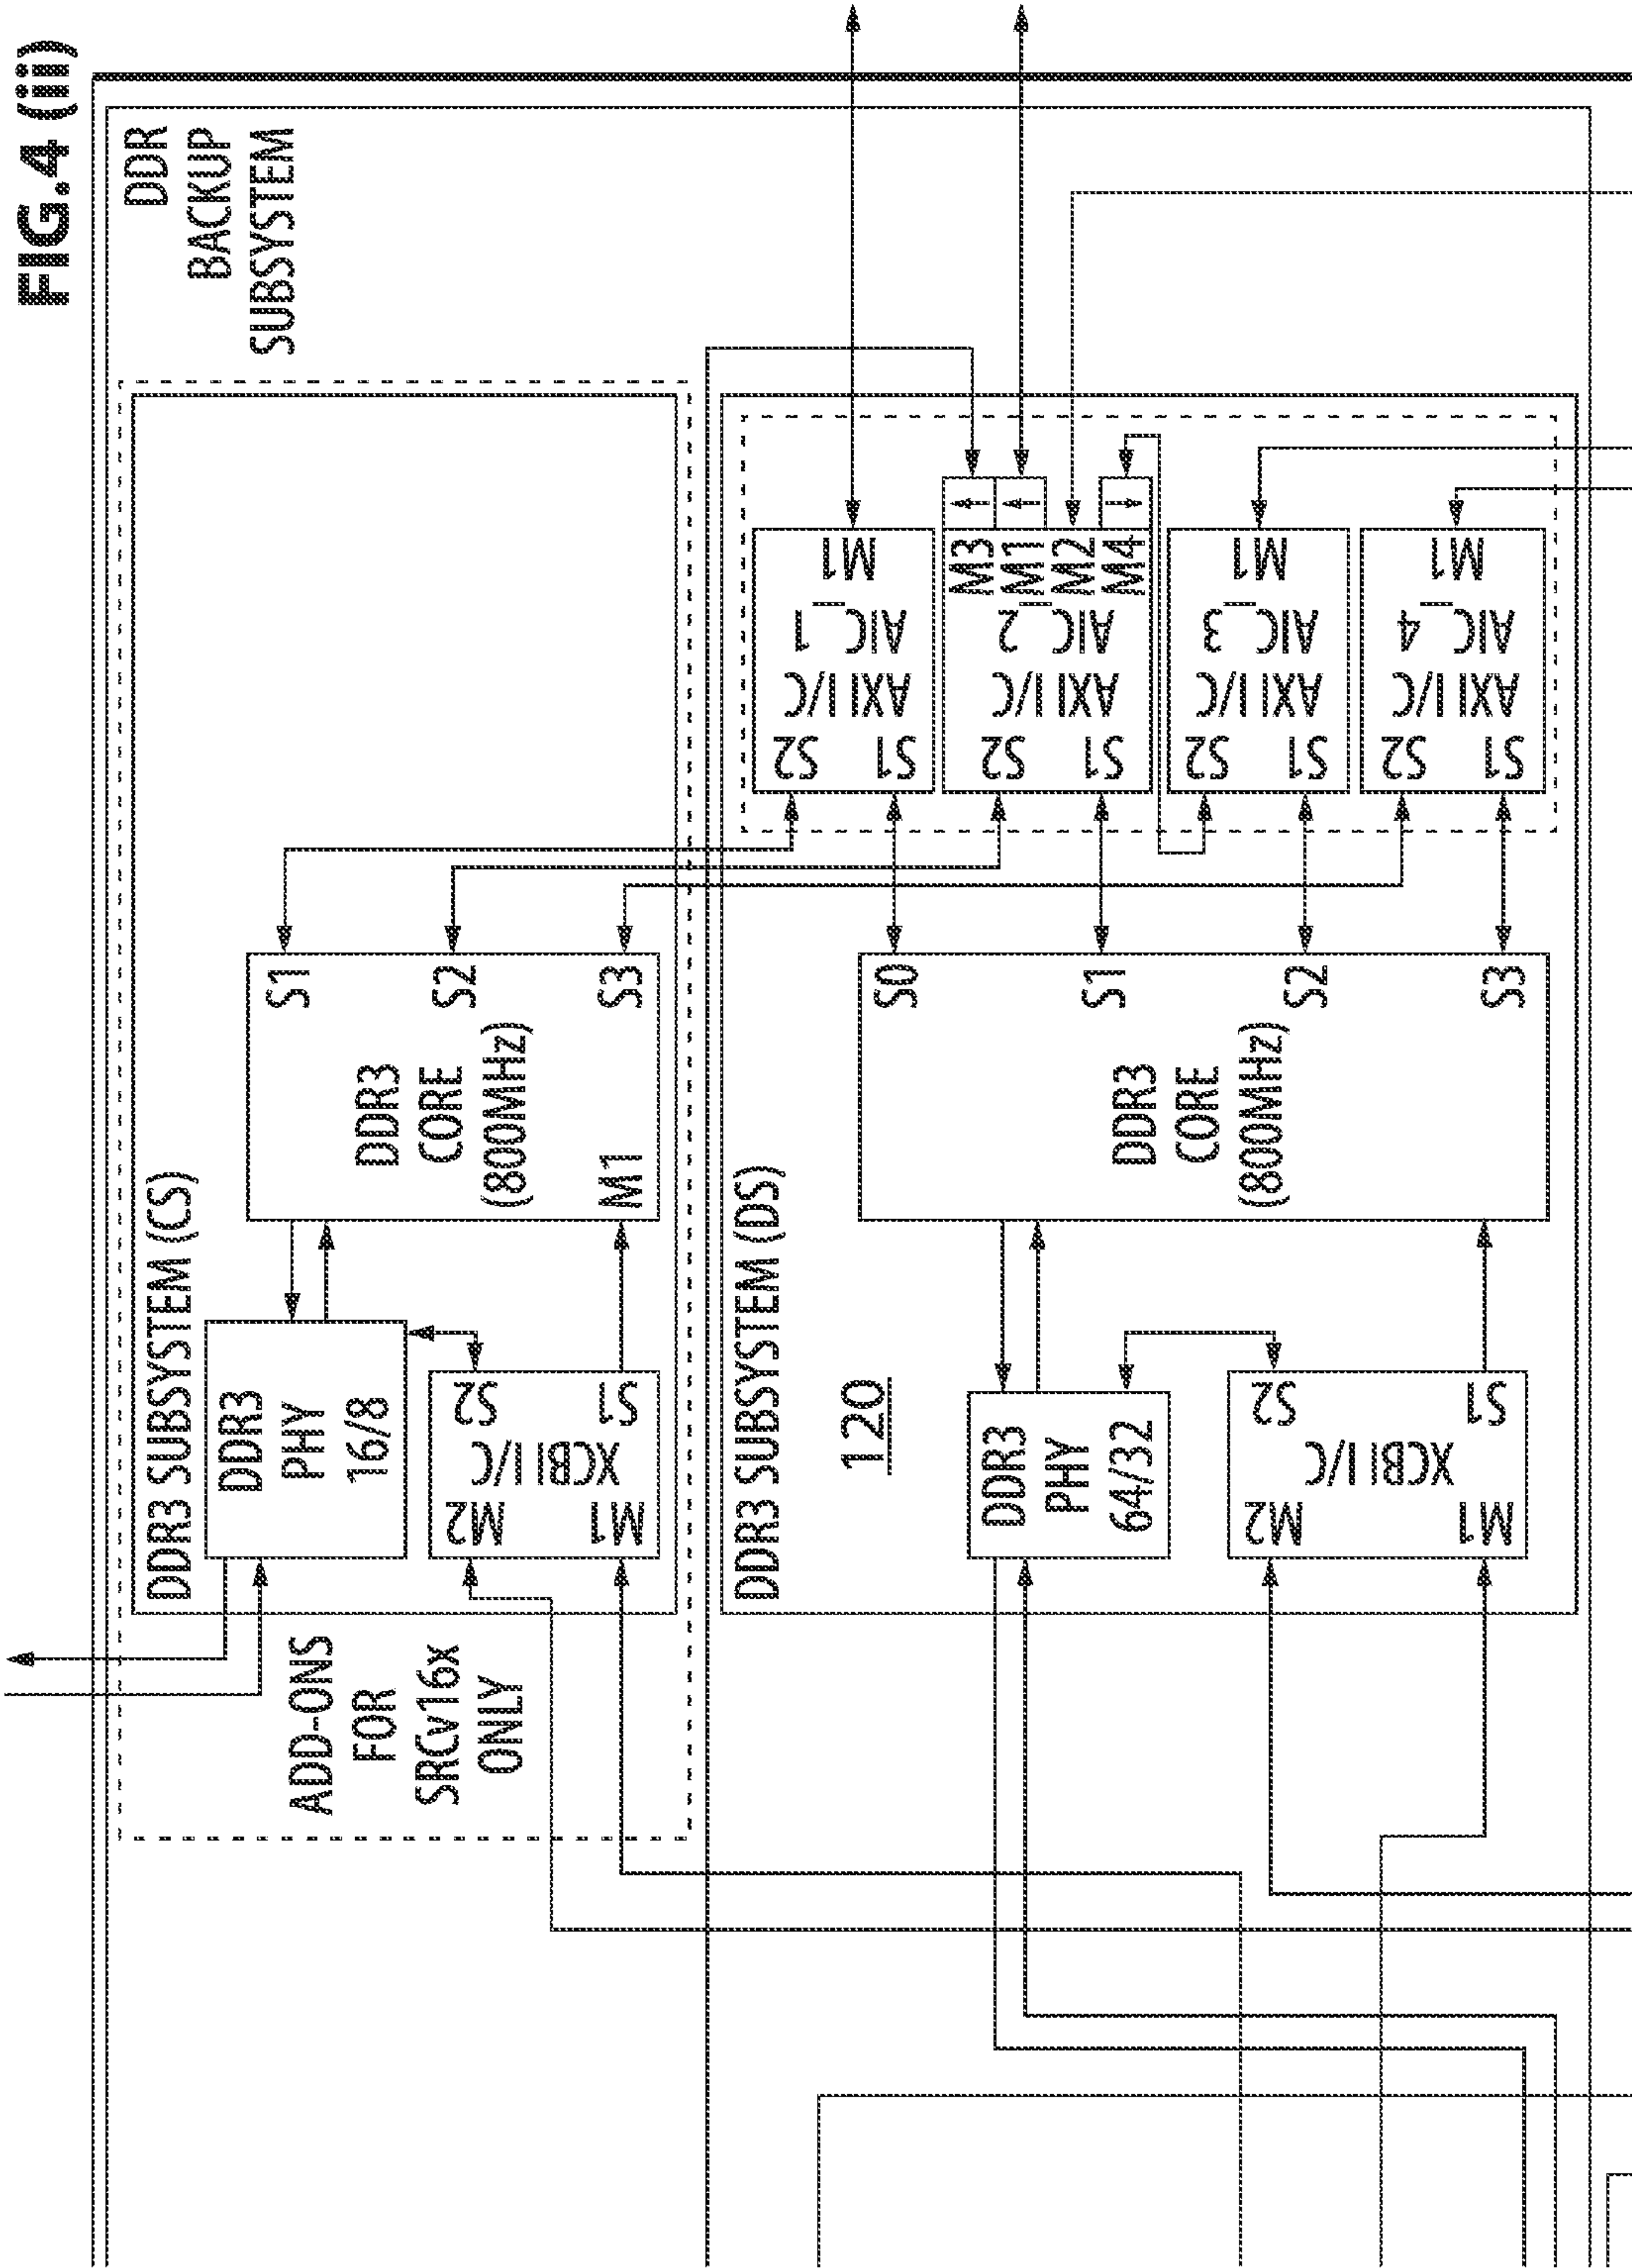 FIG.4 (ii)
DDR
BACKUP
SUBSYSTEM
DDR3 SUBSYSTEM (CS)
DDR3
PHY
16/8
DDR3
CORE
(800MHz)
S1
S2
S3
M1
M2
S2
XCBI I/C
M1
S1
ADD-ONS
FOR
SRCv16x
ONLY
DDR3 SUBSYSTEM (DS)
120
DDR3
PHY
64/32
DDR3
CORE
(800MHz)
S0
S1
S2
S3
M2
S2
XCBI I/C
M1
S1
S2
AXI I/C
AIC_1
M1
S1
S2
AXI I/C
AIC_2
S1
M3
M1
M2
M4
S2
AXI I/C
AIC_3
M1
S1
S2
AXI I/C
AIC_4
M1
S1